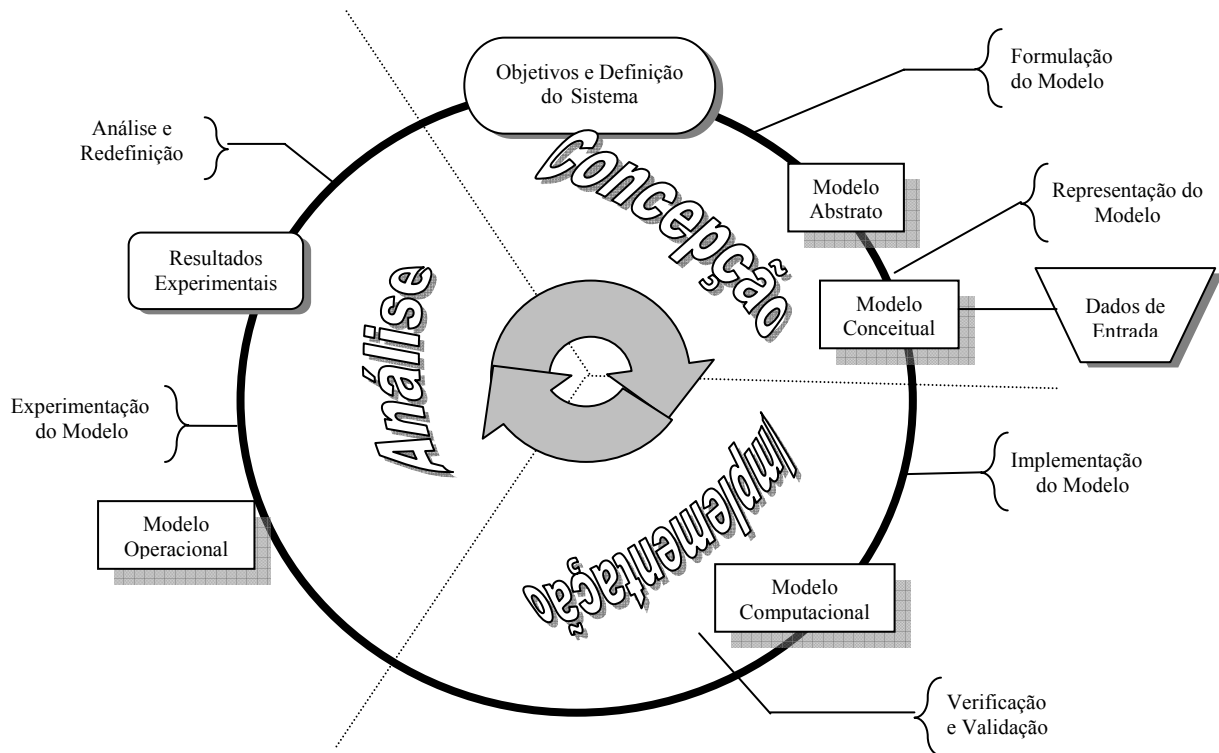 Objetivos e Definição
do Sistema
Formulação
do Modelo
Análise e
Redefinição
Concepção
Modelo
Abstrato
Representação do
Modelo
Resultados
Experimentais
Análise
Modelo
Conceitual
Dados de
Entrada
Experimentação
do Modelo
Implementação
Implementação
do Modelo
Modelo
Operacional
Modelo
Computacional
Verificação
e Validação